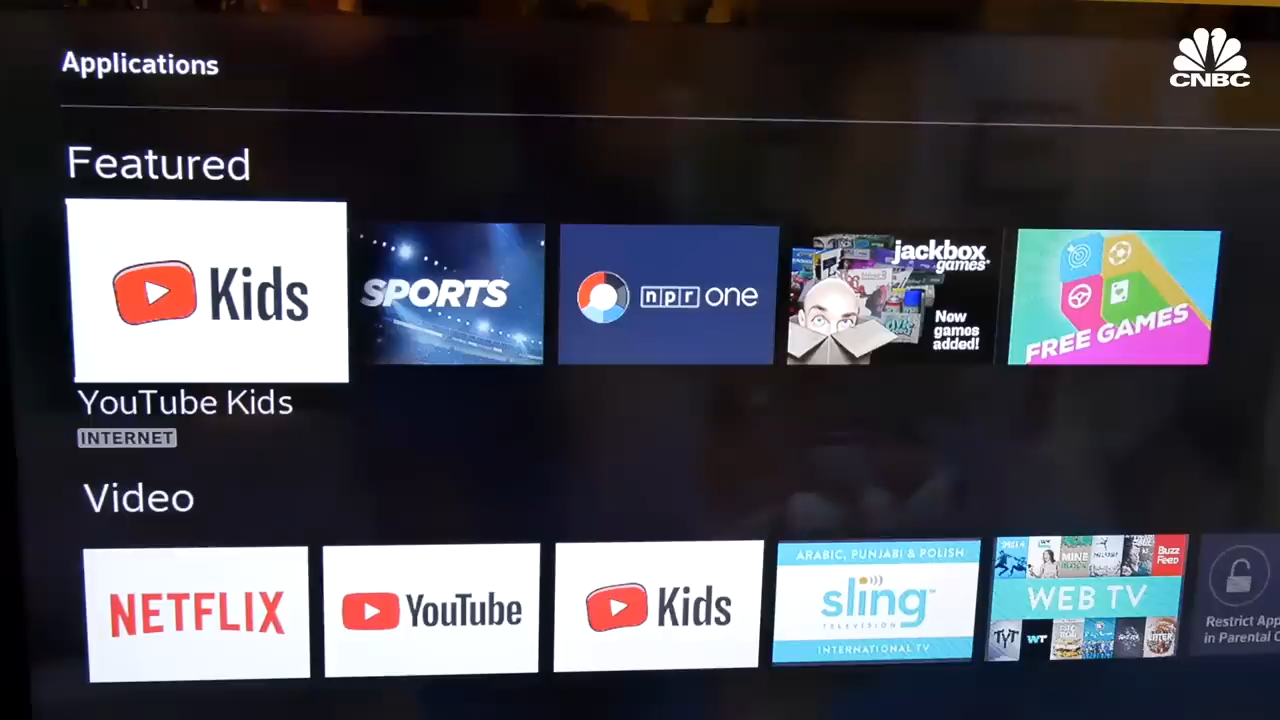 Applications
CNBC
Featured
Kids
SPORTS
npr one
jackbox
games
Now
games
added!
FREE GAMES
YouTube Kids
INTERNET
Video
NETFLIX
YouTube
Kids
ARABIC, PUNJABI & POLISH
sling
TELEVISION
INTERNATIONAL TV
MINE
Buzz
Feed
WEB TV
TYT
WT
Restrict App
in Parental C